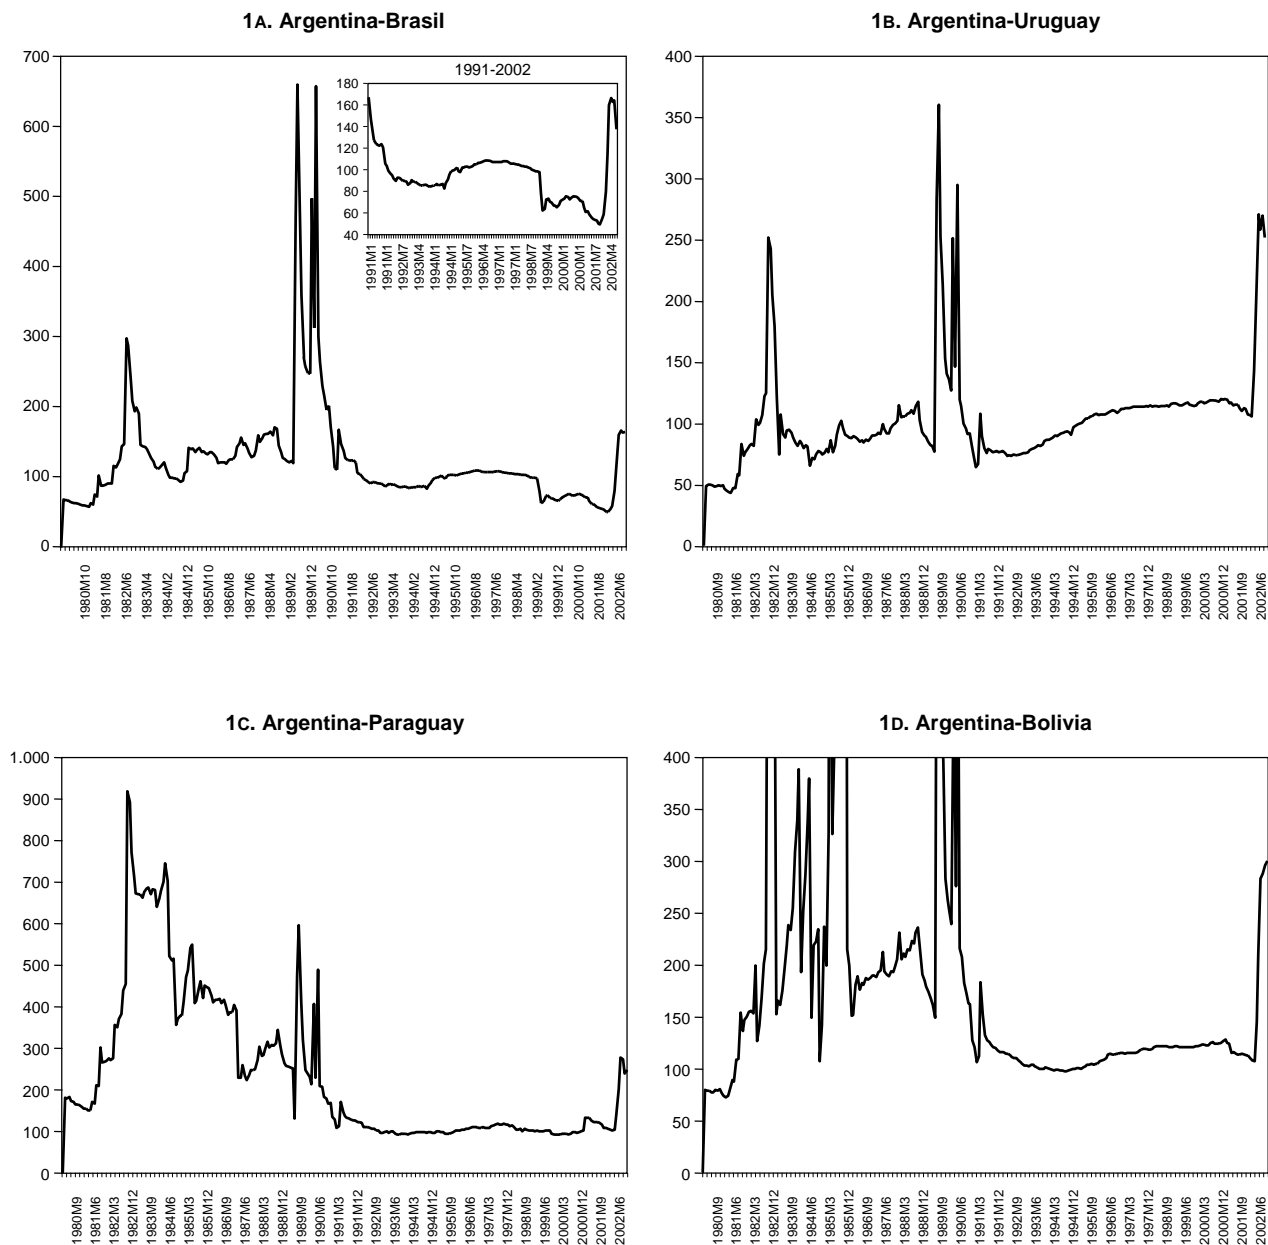 1A. Argentina-Brasil
700
600
500
400
300
200
100
0
1991-2002
180
160
140
120
100
80
60
40
1991M1
1991M1
1992M7
1993M4
1994M1
1994M1
1995M7
1996M4
1997M1
1997M1
1998M7
1999M4
2000M1
2000M1
2001M7
2002M4
1980M10
1981M8
1982M6
1983M4
1984M2
1984M12
1985M10
1986M8
1987M6
1988M4
1989M2
1989M12
1990M10
1991M8
1992M6
1993M4
1994M2
1994M12
1995M10
1996M8
1997M6
1998M4
1999M2
1999M12
2000M10
2001M8
2002M6
1B. Argentina-Uruguay
400
350
300
250
200
150
100
50
0
1980M9
1981M6
1982M3
1982M12
1983M9
1984M6
1985M3
1985M12
1986M9
1987M6
1988M3
1988M12
1989M9
1990M6
1991M3
1991M12
1992M9
1993M6
1994M3
1994M12
1995M9
1996M6
1997M3
1997M12
1998M9
1999M6
2000M3
2000M12
2001M9
2002M6
1C. Argentina-Paraguay
1.000
900
800
700
600
500
400
300
200
100
0
1980M9
1981M6
1982M3
1982M12
1983M9
1984M6
1985M3
1985M12
1986M9
1987M6
1988M3
1988M12
1989M9
1990M6
1991M3
1991M12
1992M9
1993M6
1994M3
1994M12
1995M9
1996M6
1997M3
1997M12
1998M9
1999M6
2000M3
2000M12
2001M9
2002M6
1D. Argentina-Bolivia
400
350
300
250
200
150
100
50
0
1980M9
1981M6
1982M3
1982M12
1983M9
1984M6
1985M3
1985M12
1986M9
1987M6
1988M3
1988M12
1989M9
1990M6
1991M3
1991M12
1992M9
1993M6
1994M3
1994M12
1995M9
1996M6
1997M3
1997M12
1998M9
1999M6
2000M3
2000M12
2001M9
2002M6